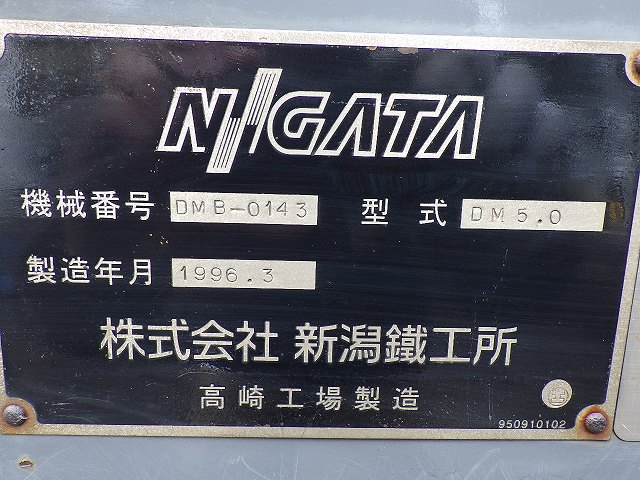 NIIGATA
機械番号 DMB-0143 型式 DM5.0
製造年月 1996.3
株式会社 新潟鐵工所
高崎工場製造
950910102